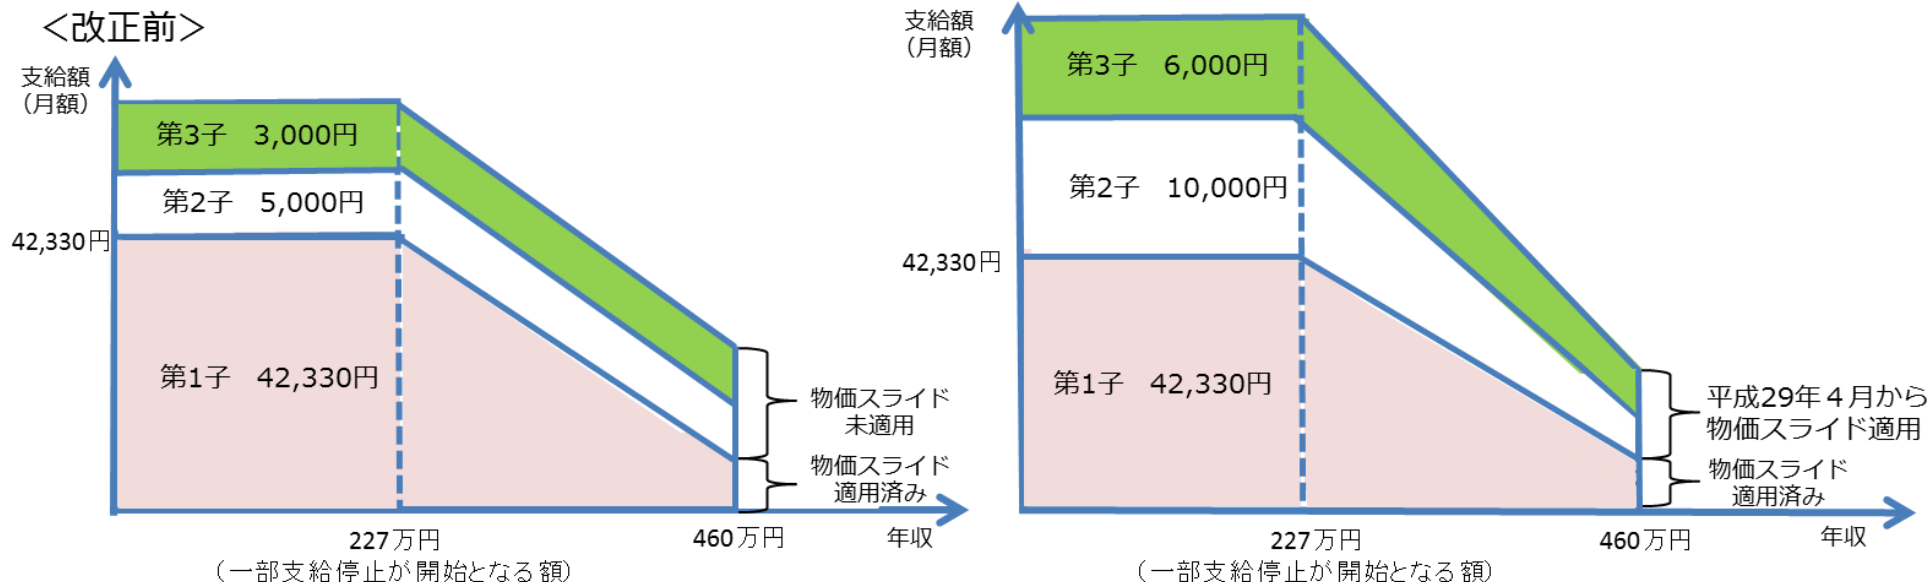 <改正前>
支給額
（月額）
第3子 3,000円
第2子 5,000円
42,330円
第1子 42,330円
物価スライド
未適用
物価スライド
適用済み
227万円
460万円
年収
（一部支給停止が開始となる額）
支給額
（月額）
第3子 6,000円
第2子 10,000円
42,330円
第1子 42,330円
平成29年４月から
物価スライド適用
物価スライド
適用済み
227万円
460万円
年収
（一部支給停止が開始となる額）